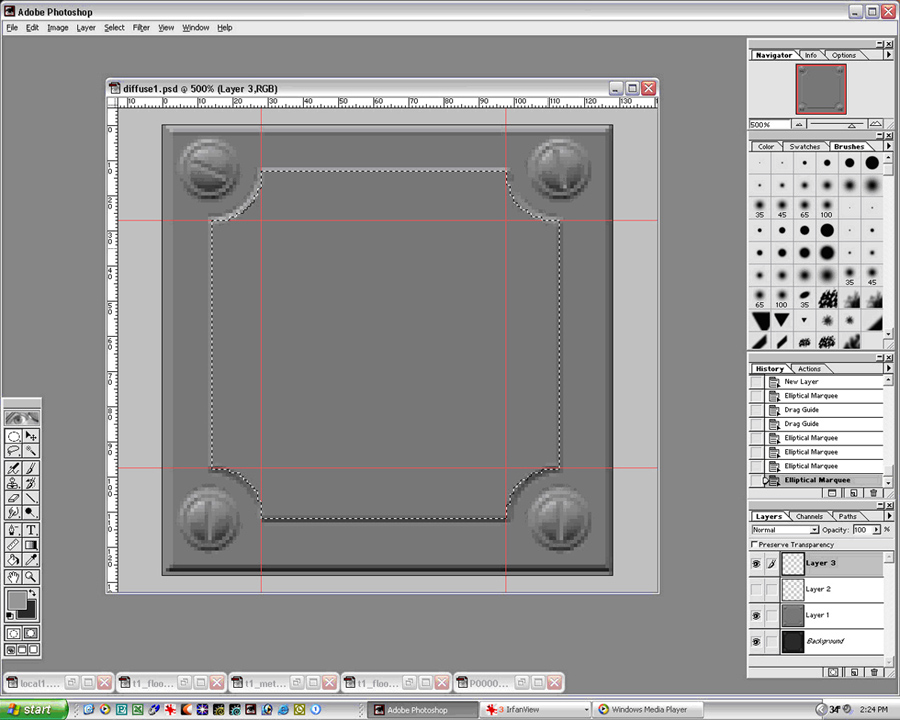 Adobe Photoshop
File Edit Image Layer Select Filter View Window Help
diffuse1.psd @ 500% (Layer 3,RGB)
10 0 10 20 30 40 50 60 70 80 90 100 110 120 130
Navigator Info Options
500%
Color Swatches Brushes
35 45 65 100
35 45
65 100 35
History Actions
New Layer
Elliptical Marquee
Drag Guide
Drag Guide
Elliptical Marquee
Elliptical Marquee
Elliptical Marquee
Elliptical Marquee
Layers Channels Paths
Normal Opacity: 100 %
Preserve Transparency
Layer 3
Layer 2
Layer 1
Background
local1.... t1_floo... t1_met... t1_floo... P0000...
start Adobe Photoshop 3 IrfanView Windows Media Player 34° 2:24 PM